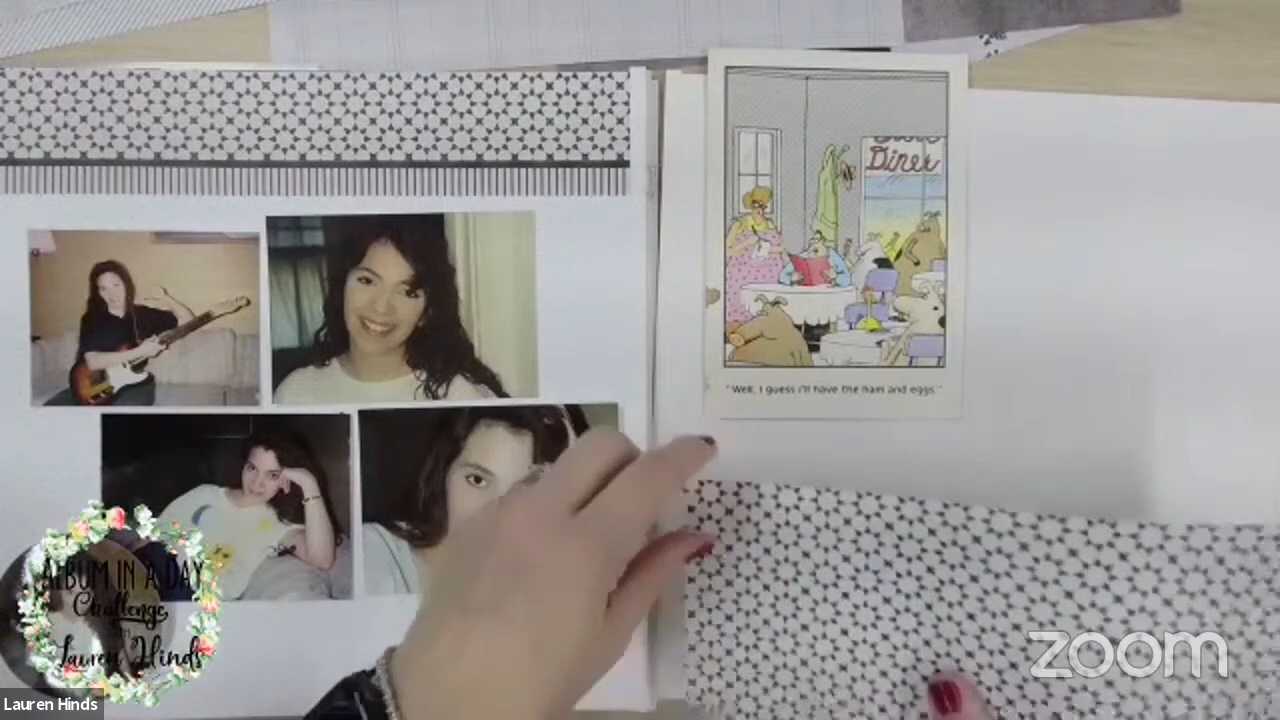 Diner
"Well, I guess I'll have the ham and eggs."
ALBUM IN A DAY
Challenge
Lauren Hinds
zoom
Lauren Hinds